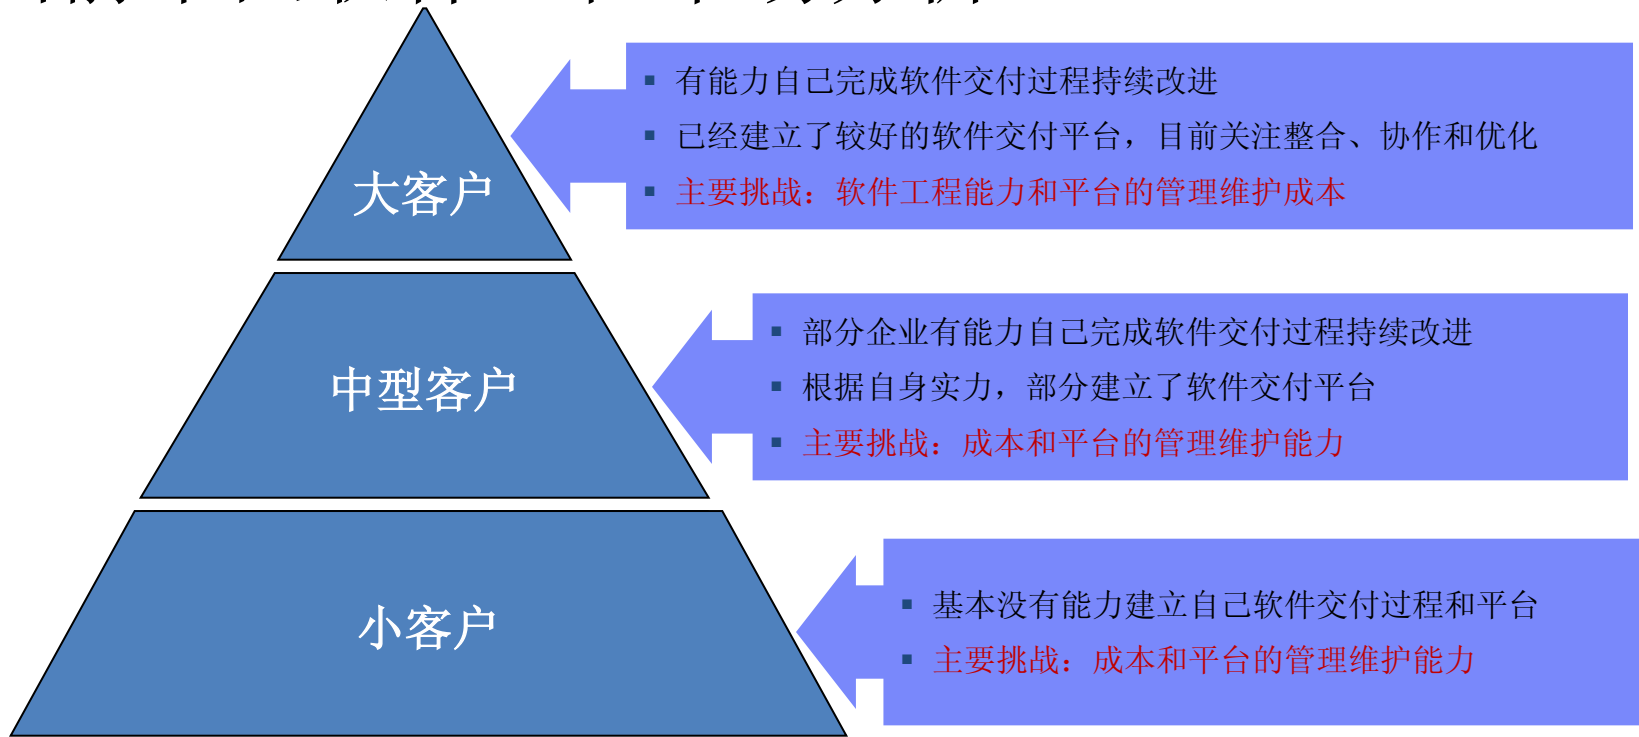 大客户
有能力自己完成软件交付过程持续改进
已经建立了较好的软件交付平台，目前关注整合、协作和优化
主要挑战：软件工程能力和平台的管理维护成本
中型客户
部分企业有能力自己完成软件交付过程持续改进
根据自身实力，部分建立了软件交付平台
主要挑战：成本和平台的管理维护能力
小客户
基本没有能力建立自己软件交付过程和平台
主要挑战：成本和平台的管理维护能力